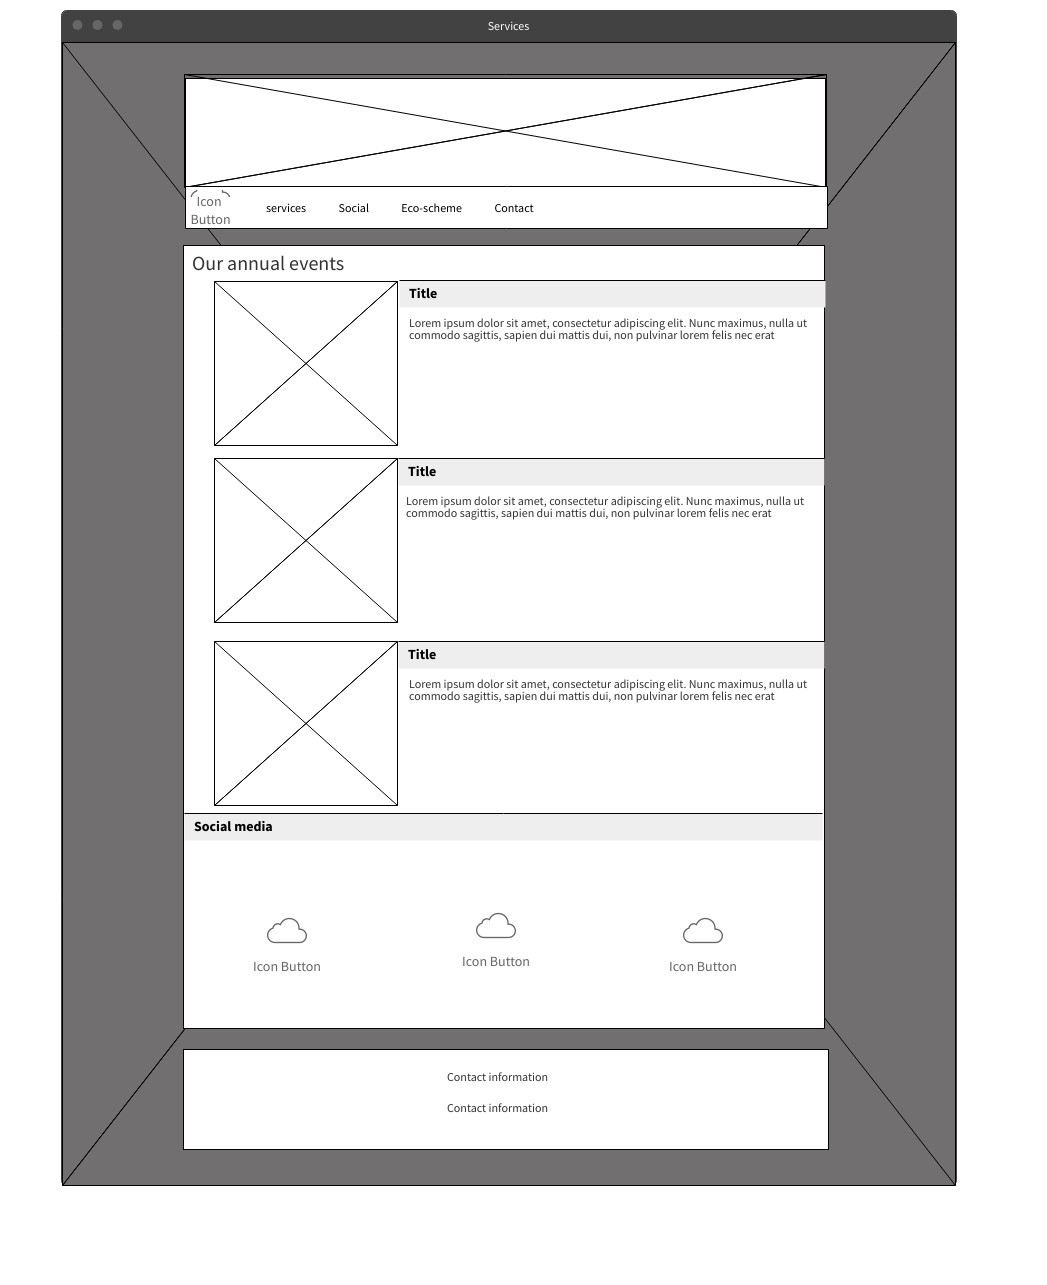 Services
Icon
Button
services Social Eco-scheme Contact
Our annual events
Title
Lorem ipsum dolor sit amet, consectetur adipiscing elit. Nunc maximus, nulla ut
commodo sagittis, sapien dui mattis dui, non pulvinar lorem felis nec erat
Title
Lorem ipsum dolor sit amet, consectetur adipiscing elit. Nunc maximus, nulla ut
commodo sagittis, sapien dui mattis dui, non pulvinar lorem felis nec erat
Title
Lorem ipsum dolor sit amet, consectetur adipiscing elit. Nunc maximus, nulla ut
commodo sagittis, sapien dui mattis dui, non pulvinar lorem felis nec erat
Social media
Icon Button Icon Button Icon Button
Contact information
Contact information